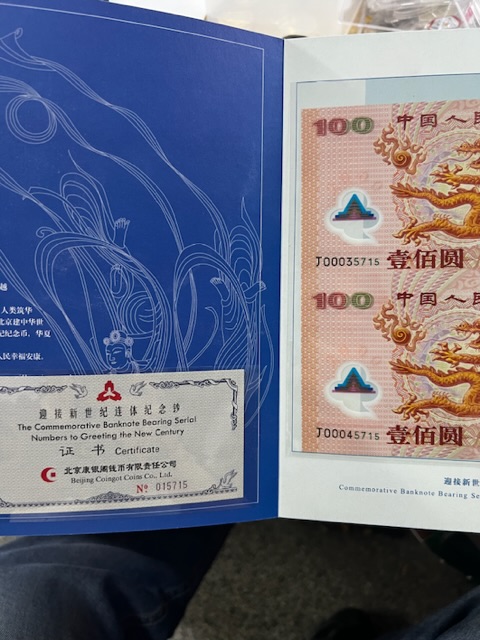 越
人类筑华
北京建中华世
纪纪念币，华夏
人民幸福安康。
迎接新世纪连体纪念钞
The Commemorative Banknote Bearing Serial
Numbers to Greeting the New Century
证 书 Certificate
北京康银阁钱币有限责任公司
Beijing Coingot Coins Co., Ltd.
№ 015715
100 中国人民
J00035715 壹佰圆
100 中国人民
J00045715 壹佰圆
迎接新世
Commemorative Banknote Bearing Se